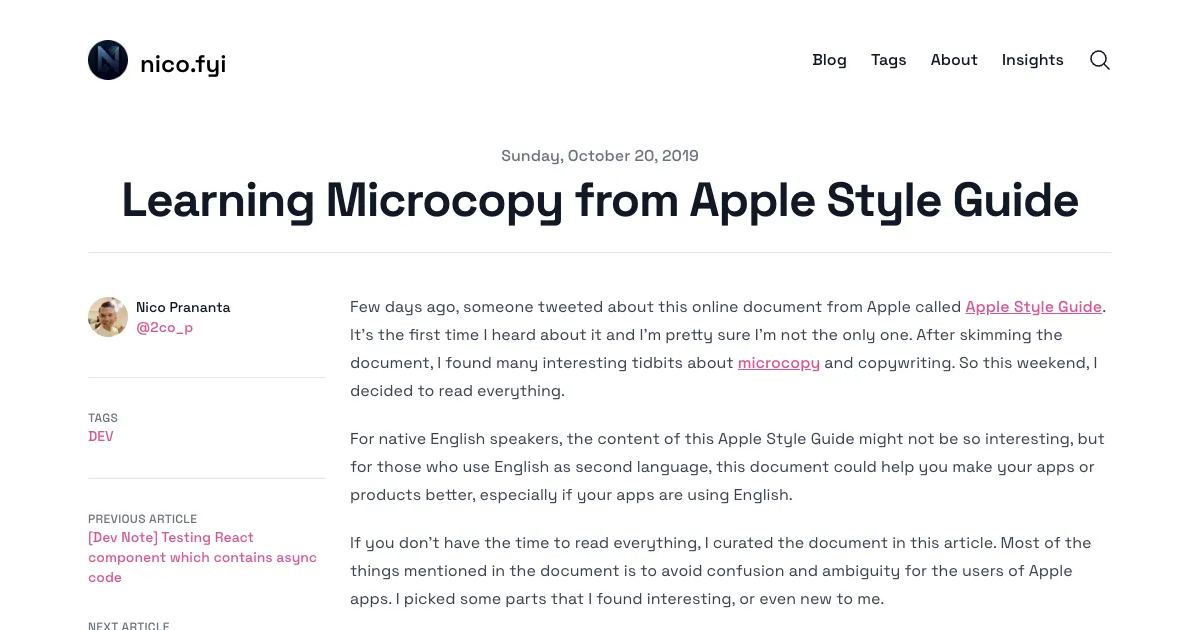 nico.fyi
Blog
Tags
About
Insights
Sunday, October 20, 2019
Learning Microcopy from Apple Style Guide
Nico Prananta
@2co_p
TAGS
DEV
PREVIOUS ARTICLE
[Dev Note] Testing React
component which contains async
code
NEXT ARTICLE
Few days ago, someone tweeted about this online document from Apple called Apple Style Guide.
It's the first time I heard about it and I'm pretty sure I'm not the only one. After skimming the
document, I found many interesting tidbits about microcopy and copywriting. So this weekend, I
decided to read everything.
For native English speakers, the content of this Apple Style Guide might not be so interesting, but
for those who use English as second language, this document could help you make your apps or
products better, especially if your apps are using English.
If you don't have the time to read everything, I curated the document in this article. Most of the
things mentioned in the document is to avoid confusion and ambiguity for the users of Apple
apps. I picked some parts that I found interesting, or even new to me.